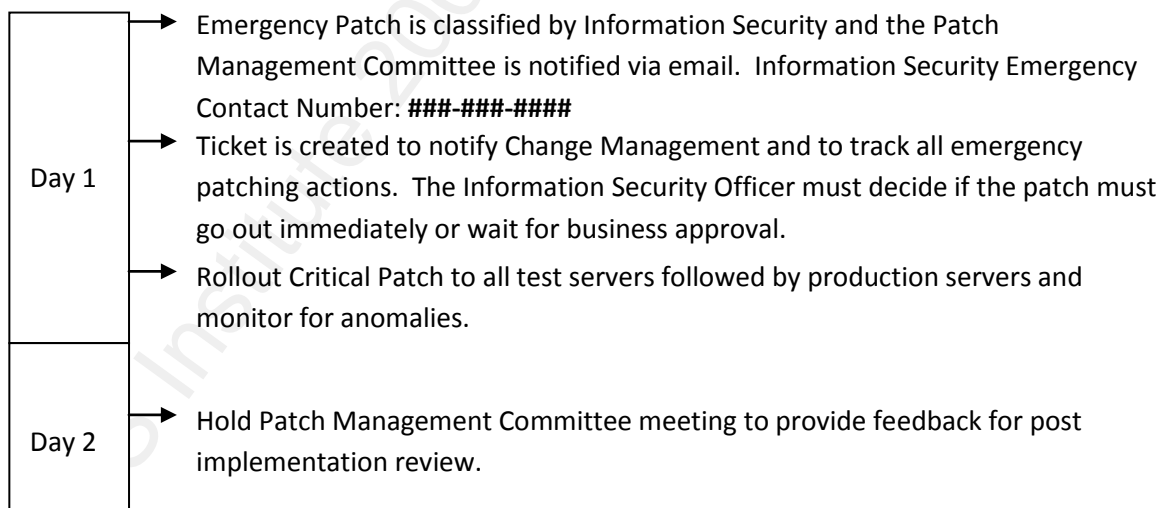 Emergency Patch is classified by Information Security and the Patch
Management Committee is notified via email.  Information Security Emergency
Contact Number: ###-###-####
Day 1
Ticket is created to notify Change Management and to track all emergency
patching actions.  The Information Security Officer must decide if the patch must
go out immediately or wait for business approval.
Rollout Critical Patch to all test servers followed by production servers and
monitor for anomalies.
Day 2
Hold Patch Management Committee meeting to provide feedback for post
implementation review.
S Institute 200